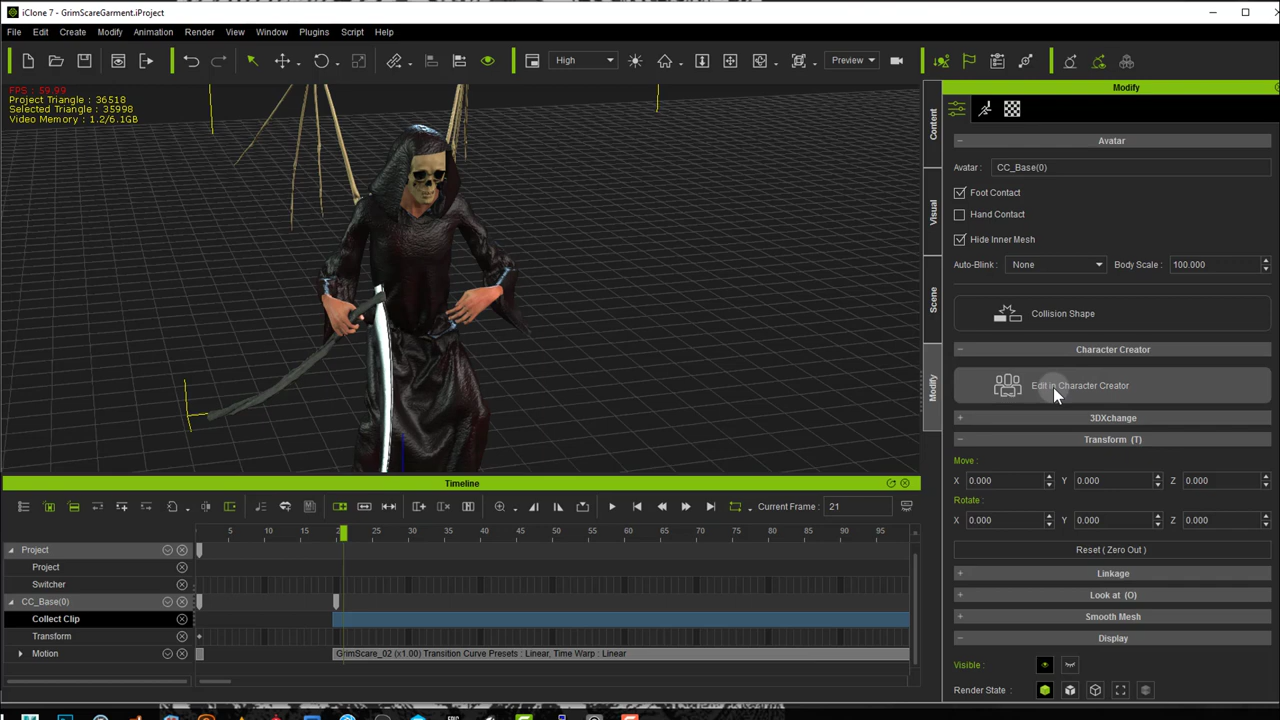 iClone 7 - GrimScareGarment.iProject
File Edit Create Modify Animation Render View Window Plugins Script Help
High Preview
FPS : 59.99
Project Triangle : 36518
Selected Triangle : 35998
Video Memory : 1.2/6.1GB
Content
Visual
Scene
Modify
Modify
Avatar
Avatar : CC_Base(0)
Foot Contact
Hand Contact
Hide Inner Mesh
Auto-Blink : None Body Scale : 100.000
Collision Shape
Character Creator
Edit in Character Creator
3DXchange
Transform (T)
Move :
X 0.000 Y 0.000 Z 0.000
Rotate :
X 0.000 Y 0.000 Z 0.000
Reset ( Zero Out )
Linkage
Look at (O)
Smooth Mesh
Display
Visible :
Render State :
Timeline
Current Frame : 21
5 10 15 20 25 30 35 40 45 50 55 60 65 70 75 80 85 90 95
Project
Project
Switcher
CC_Base(0)
Collect Clip
Transform
Motion GrimScare_02 (x1.00) Transition Curve Presets : Linear, Time Warp : Linear